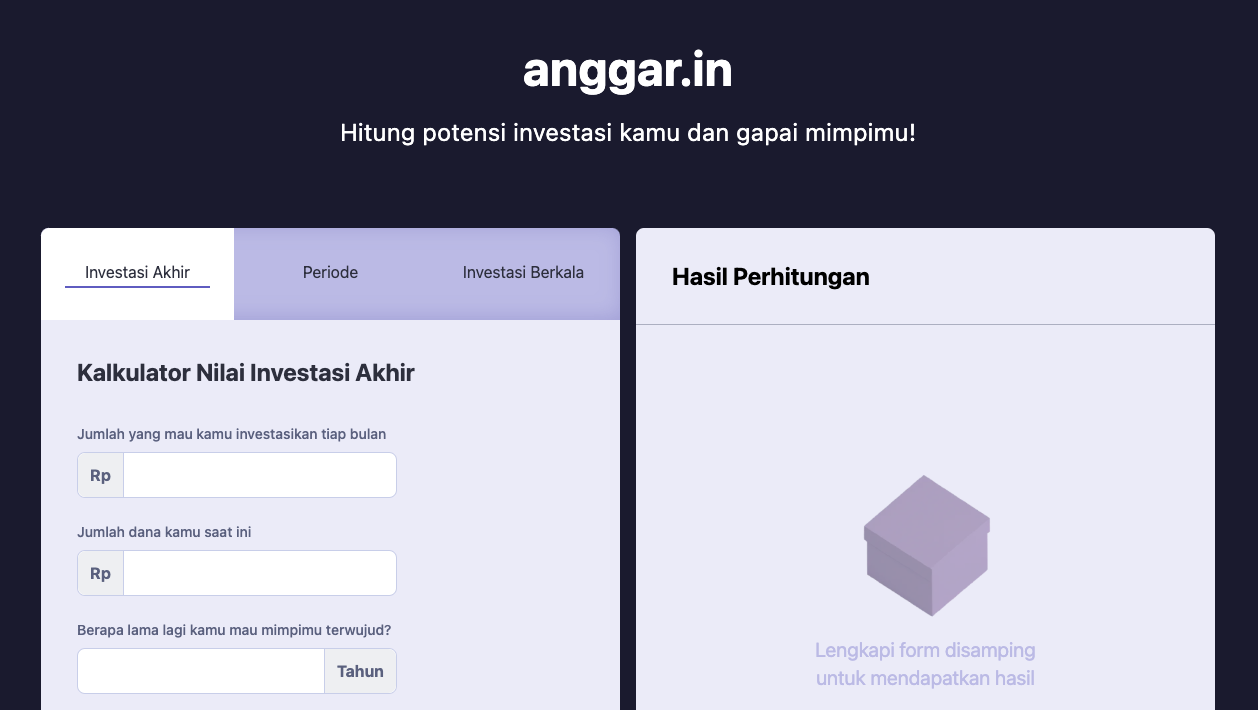 anggar.in
Hitung potensi investasi kamu dan gapai mimpimu!
Investasi Akhir
Periode
Investasi Berkala
Kalkulator Nilai Investasi Akhir
Jumlah yang mau kamu investasikan tiap bulan
Rp
Jumlah dana kamu saat ini
Rp
Berapa lama lagi kamu mau mimpimu terwujud?
Tahun
Hasil Perhitungan
Lengkapi form disamping
untuk mendapatkan hasil